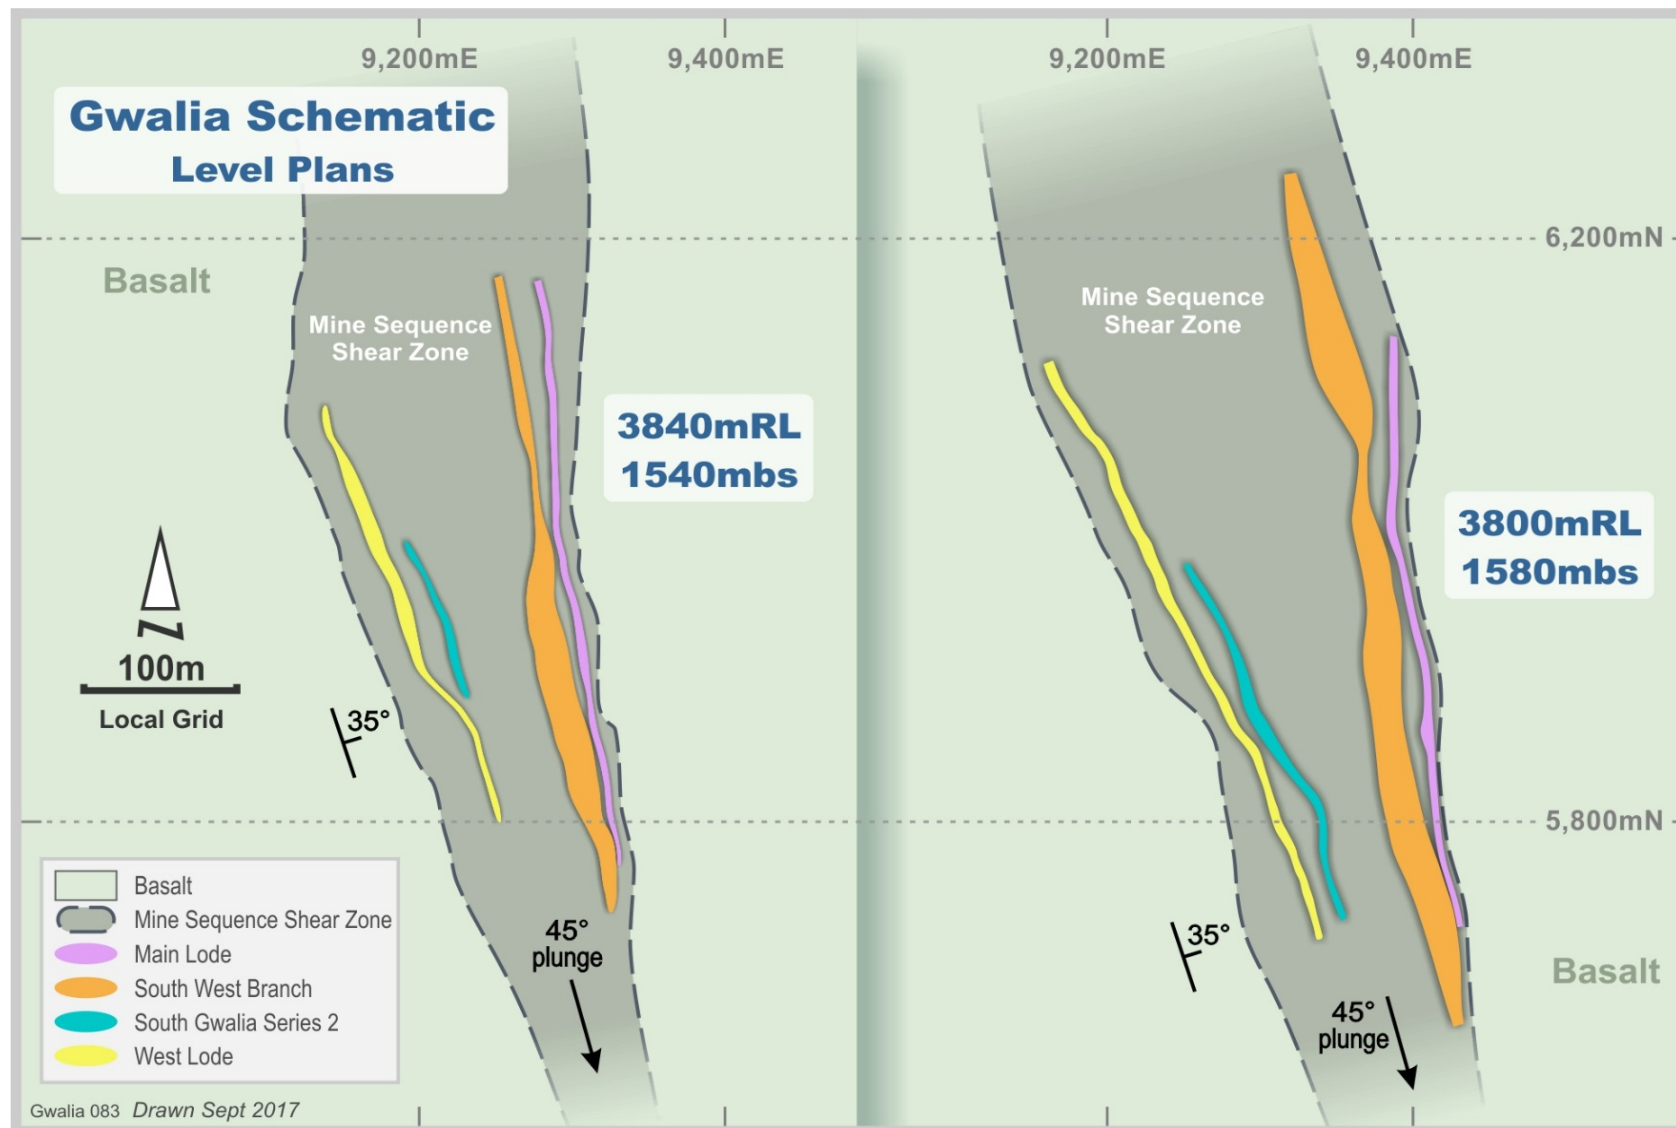 9,200mE
9,400mE
9,200mE
9,400mE
Gwalia Schematic
Level Plans
6,200mN
Basalt
Mine Sequence
Shear Zone
Mine Sequence
Shear Zone
3840mRL
1540mbs
3800mRL
1580mbs
N
100m
Local Grid
35°
5,800mN
Basalt
Mine Sequence Shear Zone
Main Lode
South West Branch
South Gwalia Series 2
West Lode
45°
plunge
35°
45°
plunge
Basalt
Gwalia 083 Drawn Sept 2017